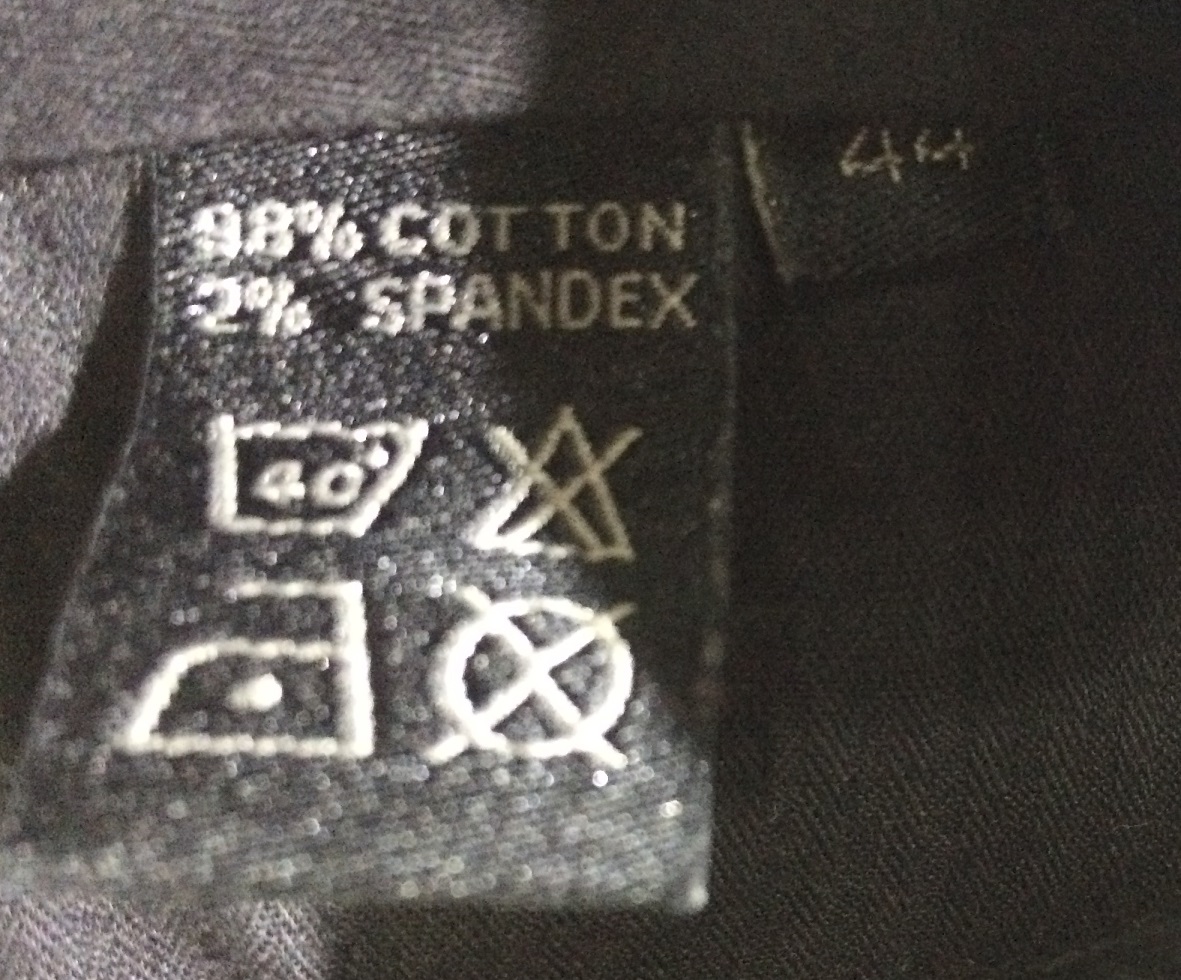 98% COTTON
2% SPANDEX
40°
44